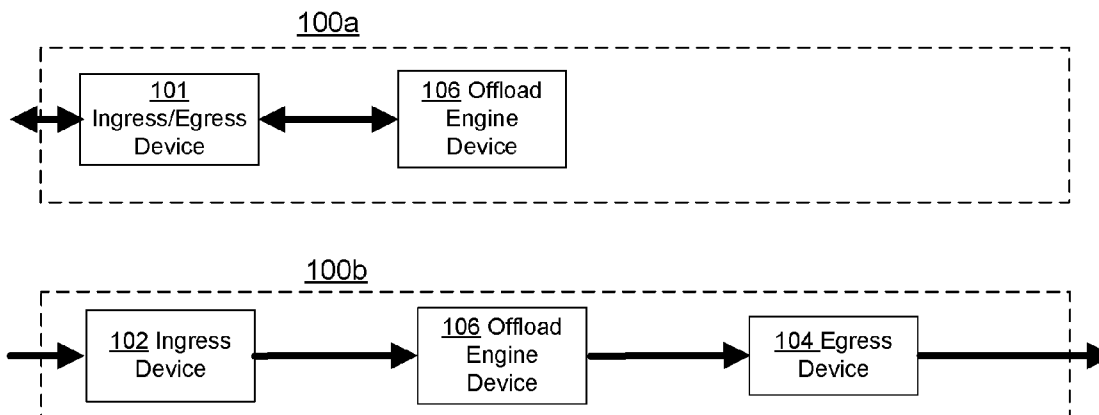 100a
101
Ingress/Egress
Device
106 Offload
Engine
Device
100b
102 Ingress
Device
106 Offload
Engine
Device
104 Egress
Device